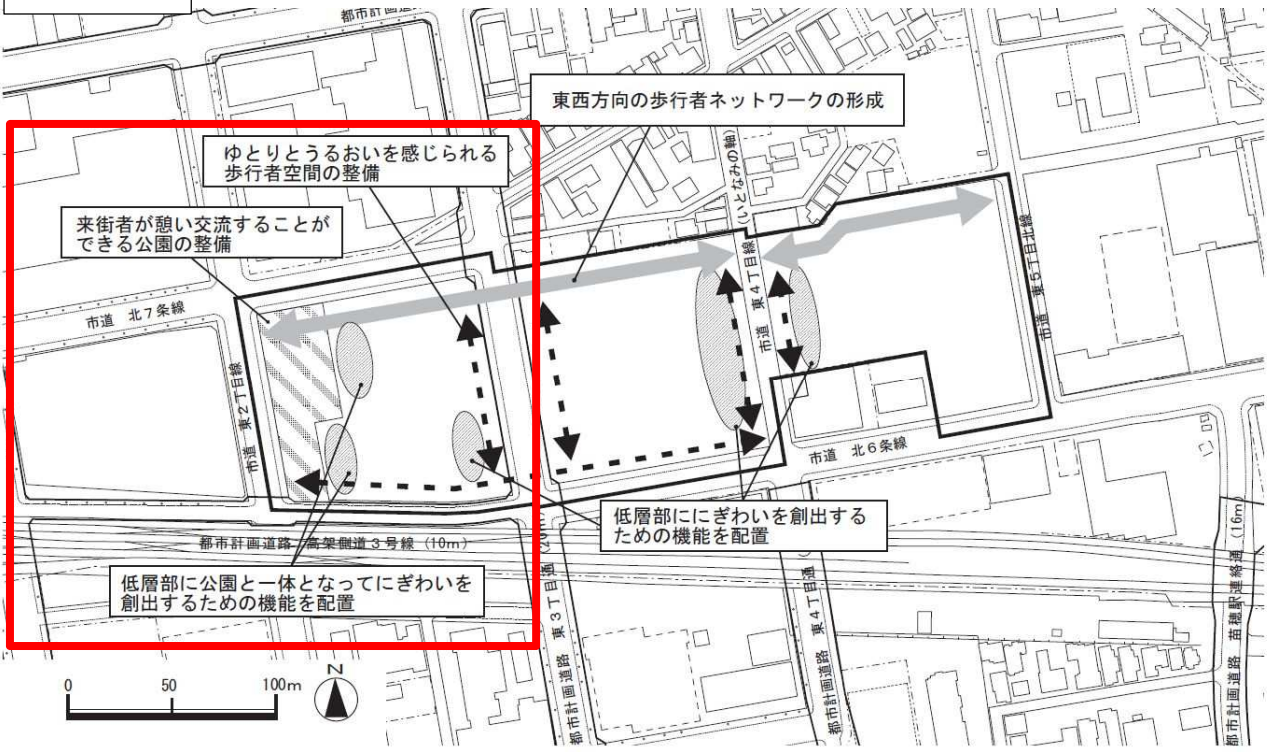 都市計画道路
東西方向の歩行者ネットワークの形成
ゆとりとうるおいを感じられる
歩行者空間の整備
来街者が憩い交流することが
できる公園の整備
(いとなみの軸)
市道 東4丁目線
市道 東5丁目北線
市道 北7条線
市道 東2丁目線
市道 北6条線
低層部ににぎわいを創出する
ための機能を配置
都市計画道路 高架側道3号線(10m)
低層部に公園と一体となってにぎわいを
創出するための機能を配置
都市計画道路 東3丁目通(20m)
都市計画道路 東4丁目通
都市計画道路 苗穂駅連絡通(16m)
0 50 100m
N